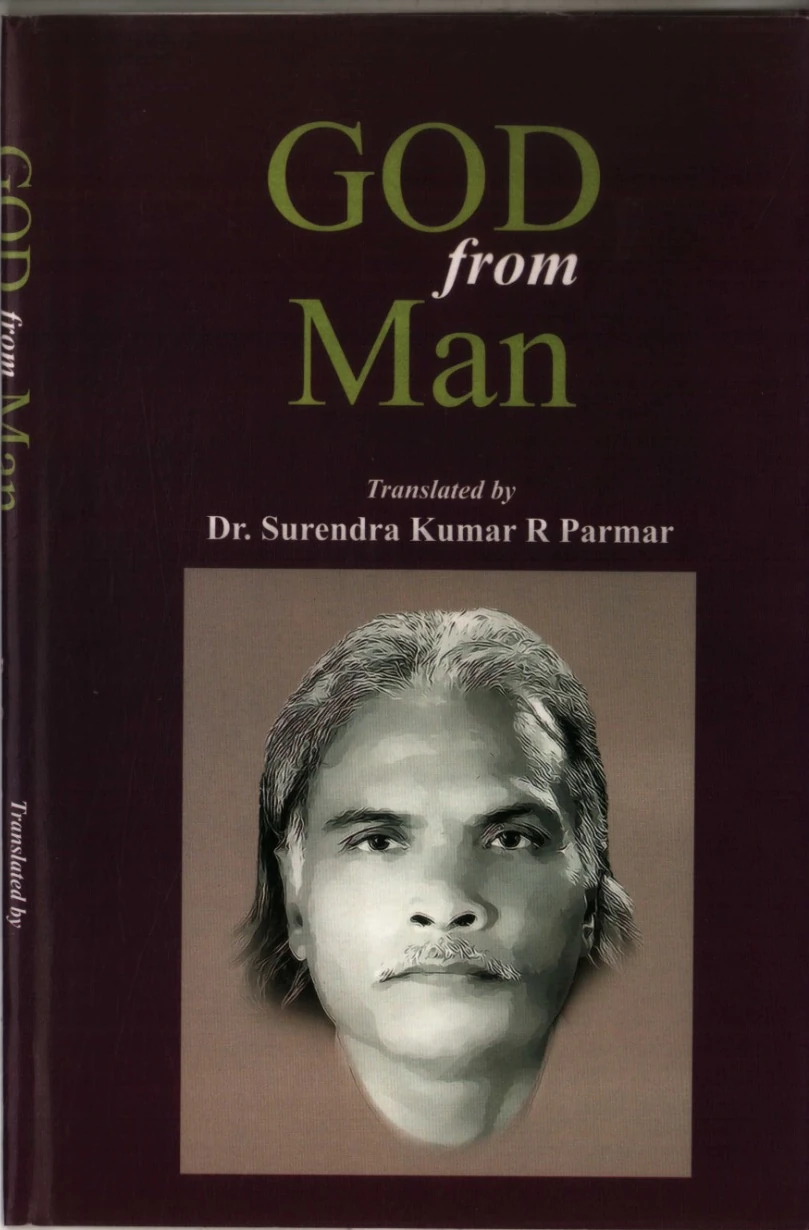 GOD
from
Man
Translated by
Dr. Surendra Kumar R Parmar
GOD from Man
Translated by